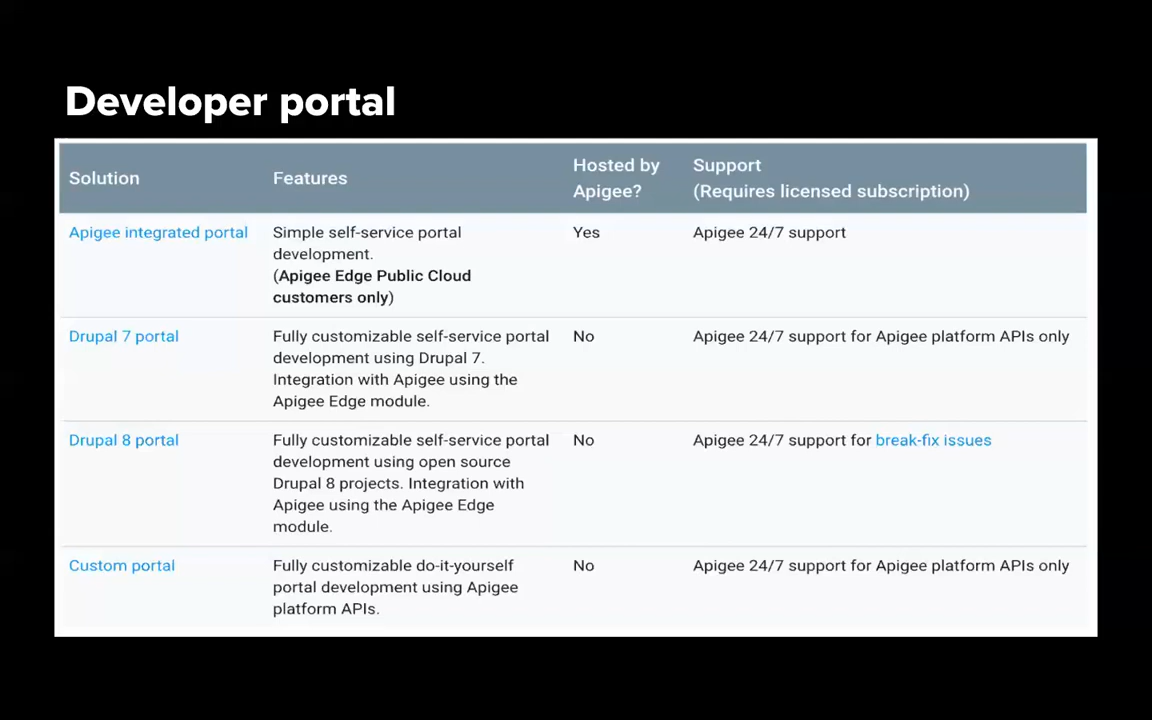 Developer portal
Solution
Features
Hosted by
Apigee?
Support
(Requires licensed subscription)
Apigee integrated portal
Simple self-service portal
development.
(Apigee Edge Public Cloud
customers only)
Yes
Apigee 24/7 support
Drupal 7 portal
Fully customizable self-service portal
development using Drupal 7.
Integration with Apigee using the
Apigee Edge module.
No
Apigee 24/7 support for Apigee platform APIs only
Drupal 8 portal
Fully customizable self-service portal
development using open source
Drupal 8 projects. Integration with
Apigee using the Apigee Edge
module.
No
Apigee 24/7 support for break-fix issues
Custom portal
Fully customizable do-it-yourself
portal development using Apigee
platform APIs.
No
Apigee 24/7 support for Apigee platform APIs only